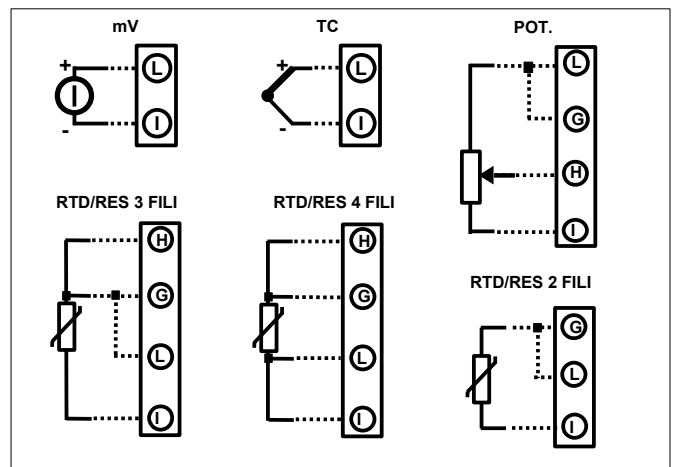 mV
+
L
-
I
TC
+
L
-
I
POT.
L
G
H
I
RTD/RES 3 FILI
H
G
L
I
RTD/RES 4 FILI
H
G
L
I
RTD/RES 2 FILI
G
L
I